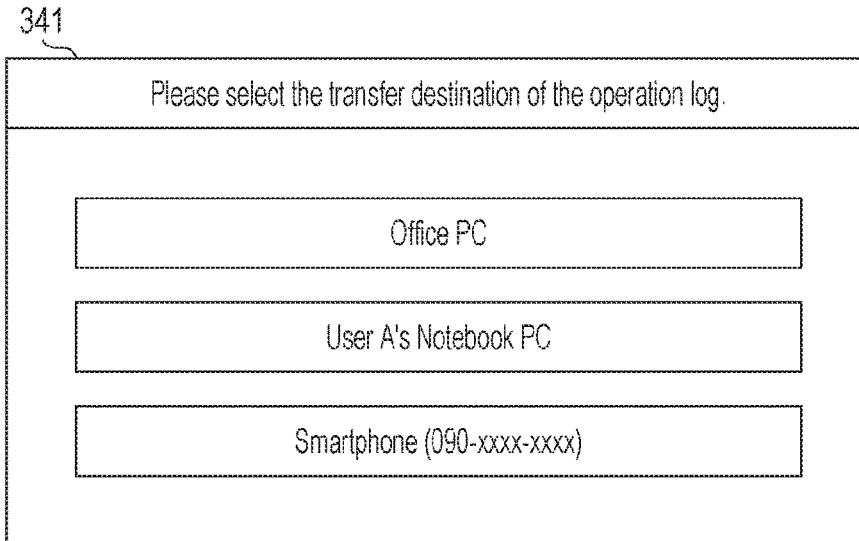 341
Please select the transfer destination of the operation log.
Office PC
User A's Notebook PC
Smartphone (090-xxxx-xxxx)